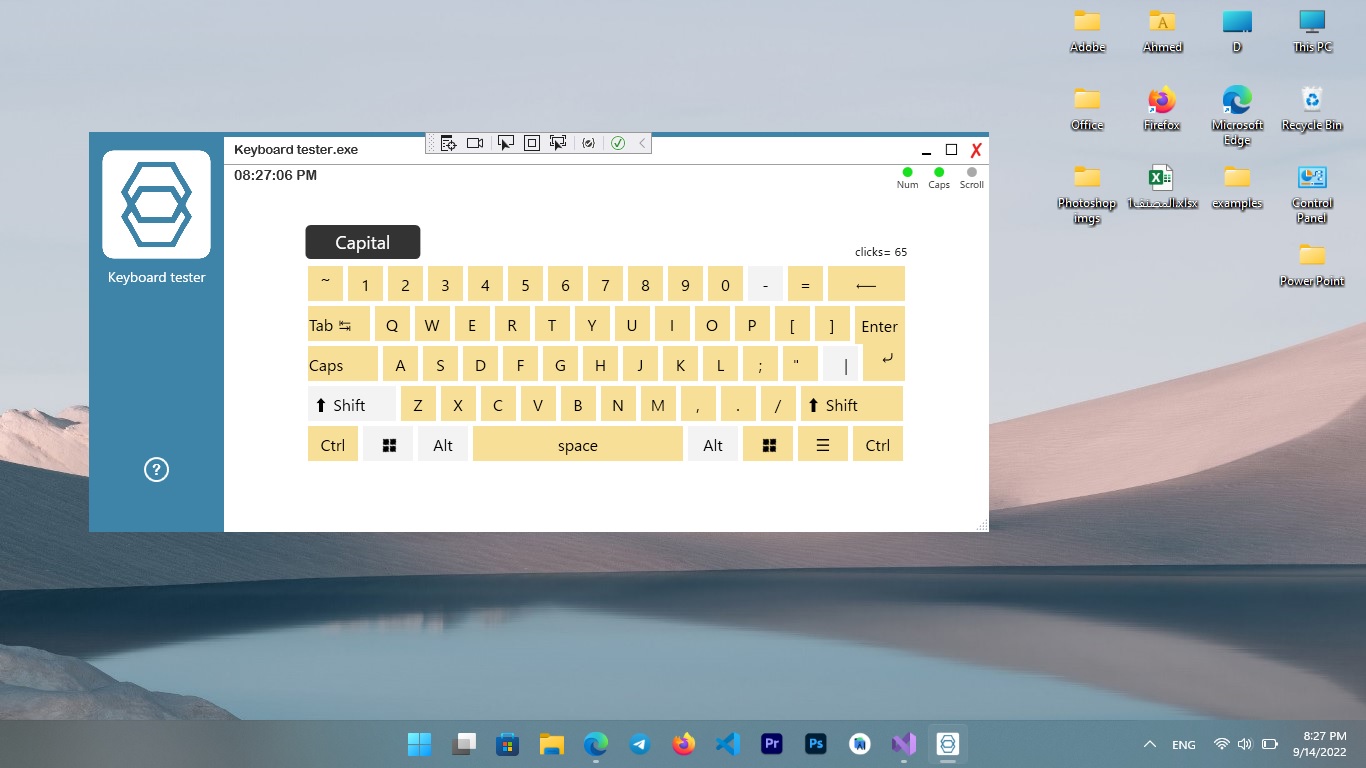 Adobe
Ahmed
D
This PC
Office
Firefox
Microsoft Edge
Recycle Bin
Photoshop imgs
المصنف1.xlsx
examples
Control Panel
Power Point
Keyboard tester.exe
08:27:06 PM
Num
Caps
Scroll
Keyboard tester
?
Capital
clicks= 65
~ 1 2 3 4 5 6 7 8 9 0 - = ⟵
Tab ↹ Q W E R T Y U I O P [ ] Enter ⤶
Caps A S D F G H J K L ; " |
⬆ Shift Z X C V B N M , . / ⬆ Shift
Ctrl Alt space Alt ☰ Ctrl
Pr
Ps
ENG
8:27 PM
9/14/2022